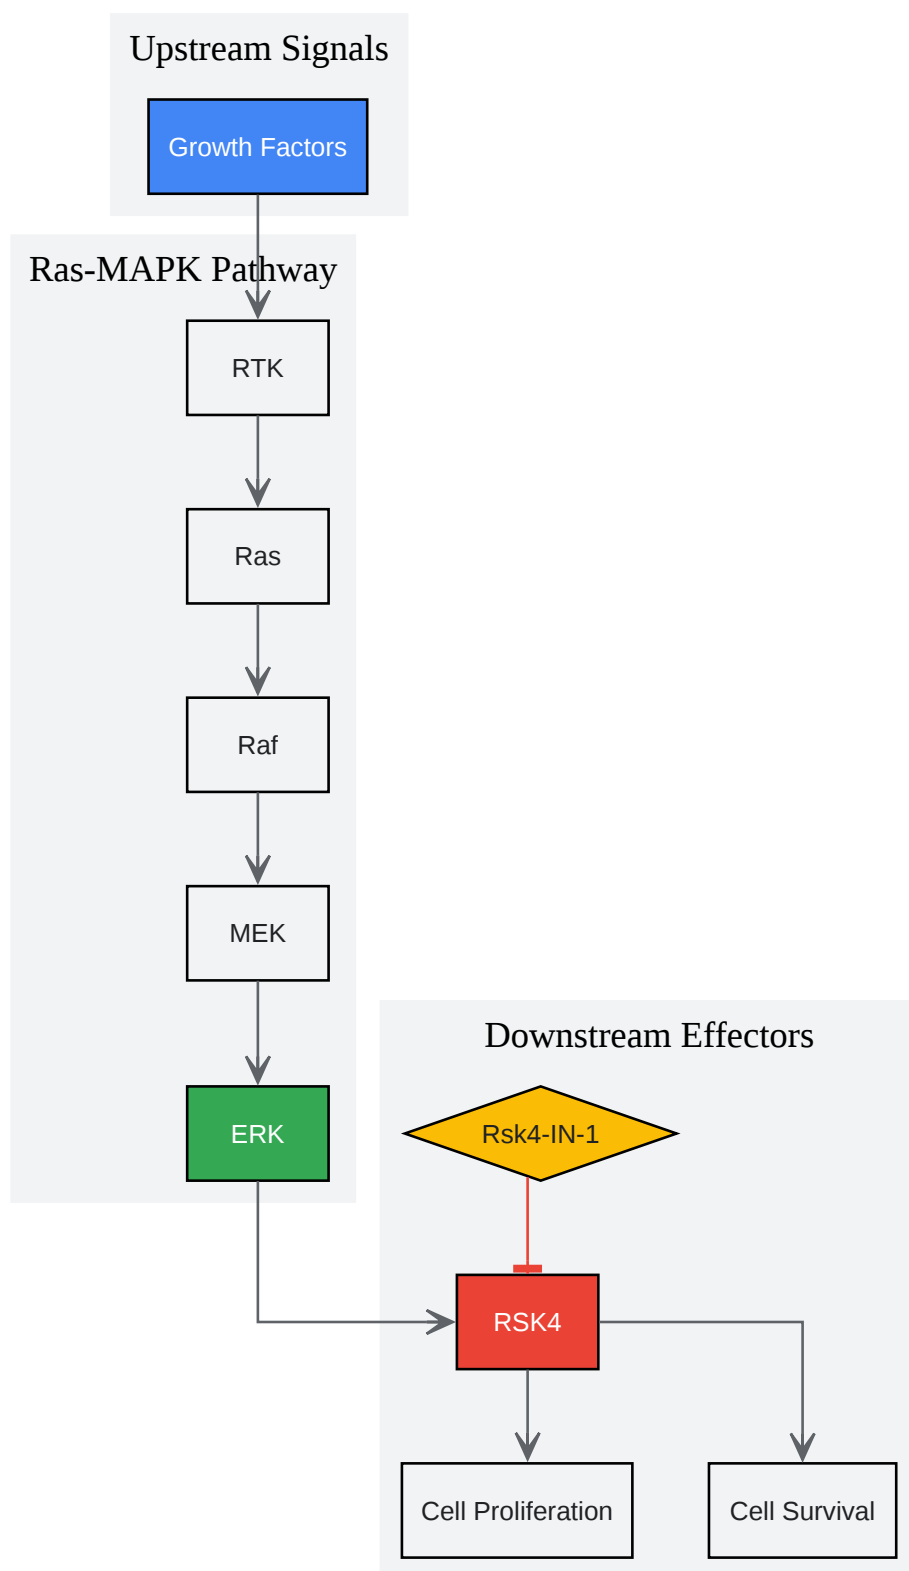 Upstream Signals
Growth Factors
Ras-MAPK Pathway
RTK
Ras
Raf
MEK
ERK
Downstream Effectors
Rsk4-IN-1
RSK4
Cell Proliferation
Cell Survival